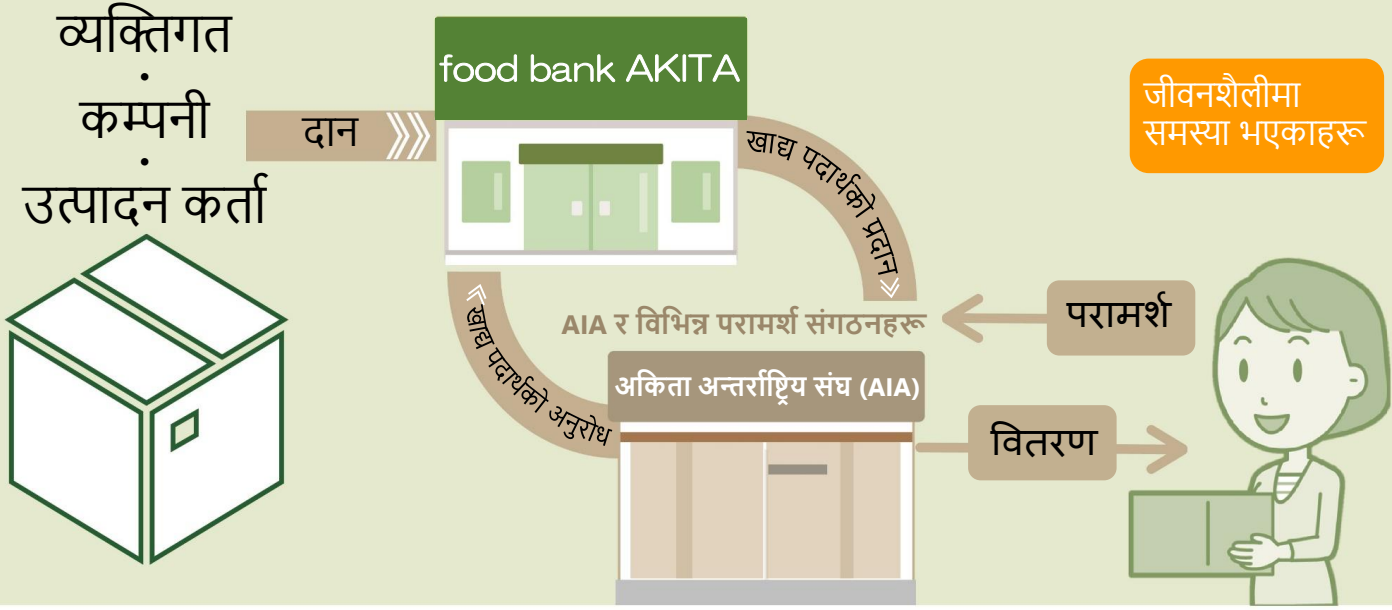 व्यक्तिगत
・
कम्पनी
・
उत्पादन कर्ता
दान
food bank AKITA
खाद्य पदार्थको प्रदान
जीवनशैलीमा
समस्या भएकाहरू
AIA र विभिन्न परामर्श संगठनहरू
परामर्श
खाद्य पदार्थको अनुरोध
अकिता अन्तर्राष्ट्रिय संघ (AIA)
वितरण